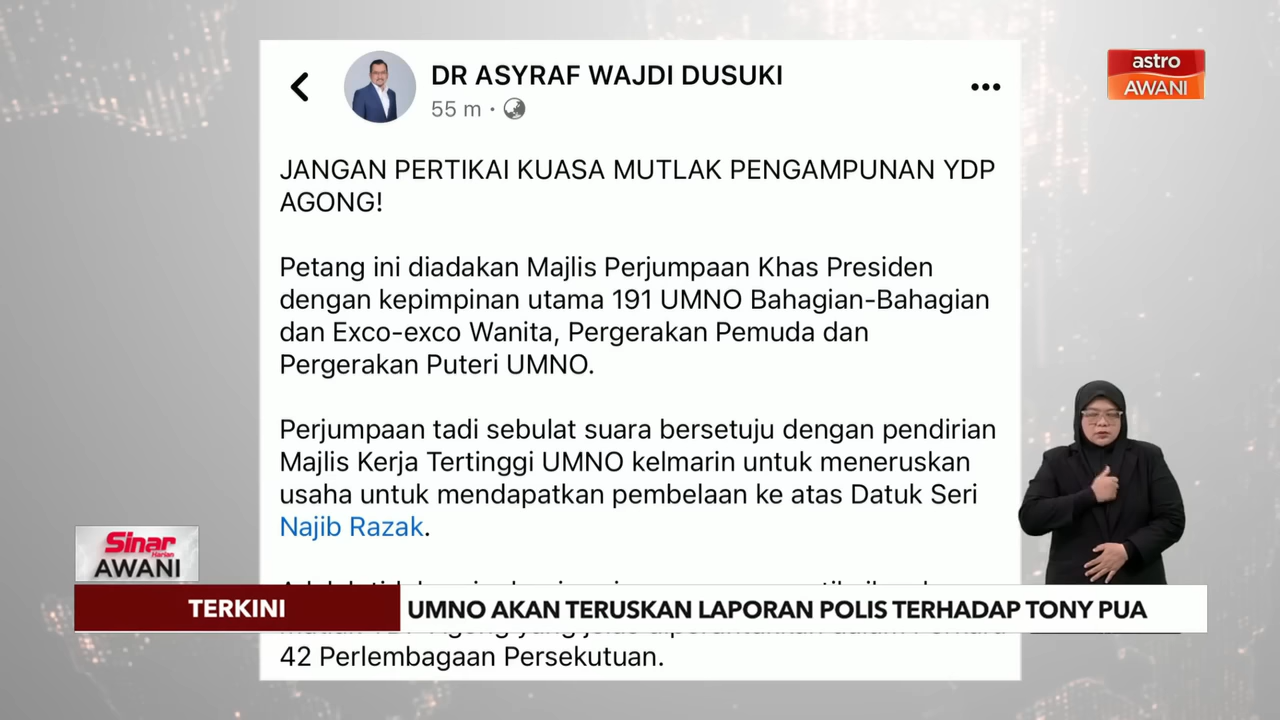 DR ASYRAF WAJDI DUSUKI
55 m ·
astro
AWANI
JANGAN PERTIKAI KUASA MUTLAK PENGAMPUNAN YDP
AGONG!
Petang ini diadakan Majlis Perjumpaan Khas Presiden
dengan kepimpinan utama 191 UMNO Bahagian-Bahagian
dan Exco-exco Wanita, Pergerakan Pemuda dan
Pergerakan Puteri UMNO.
Perjumpaan tadi sebulat suara bersetuju dengan pendirian
Majlis Kerja Tertinggi UMNO kelmarin untuk meneruskan
usaha untuk mendapatkan pembelaan ke atas Datuk Seri
Najib Razak.
Sinar
Harian
AWANI
TERKINI
UMNO AKAN TERUSKAN LAPORAN POLIS TERHADAP TONY PUA
42 Perlembagaan Persekutuan.